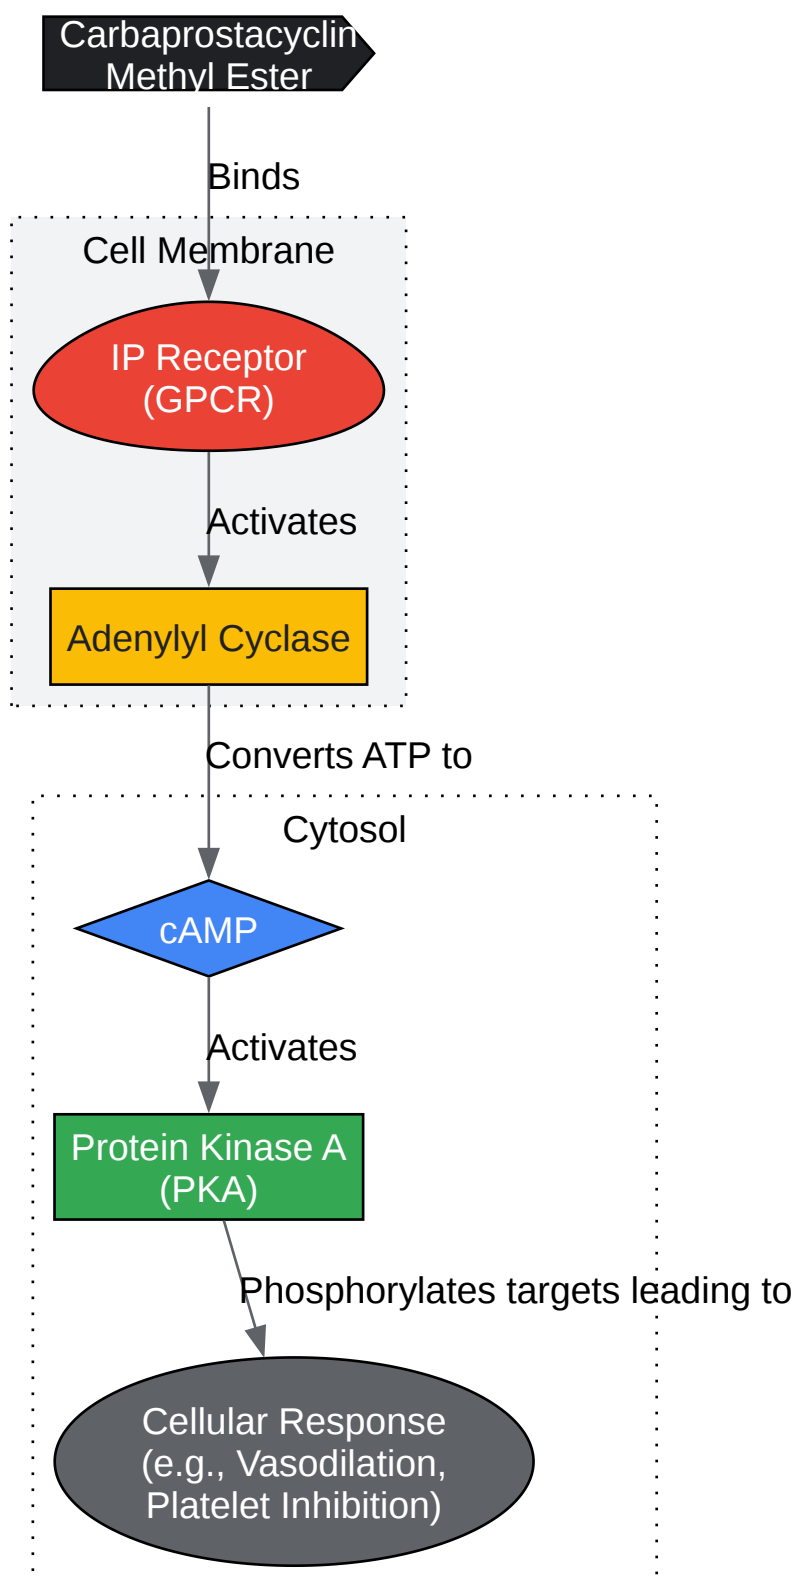 Carbaprostacyclin
Methyl Ester
Binds
Cell Membrane
IP Receptor
(GPCR)
Activates
Adenylyl Cyclase
Converts ATP to
Cytosol
cAMP
Activates
Protein Kinase A
(PKA)
Phosphorylates targets leading to
Cellular Response
(e.g., Vasodilation,
Platelet Inhibition)